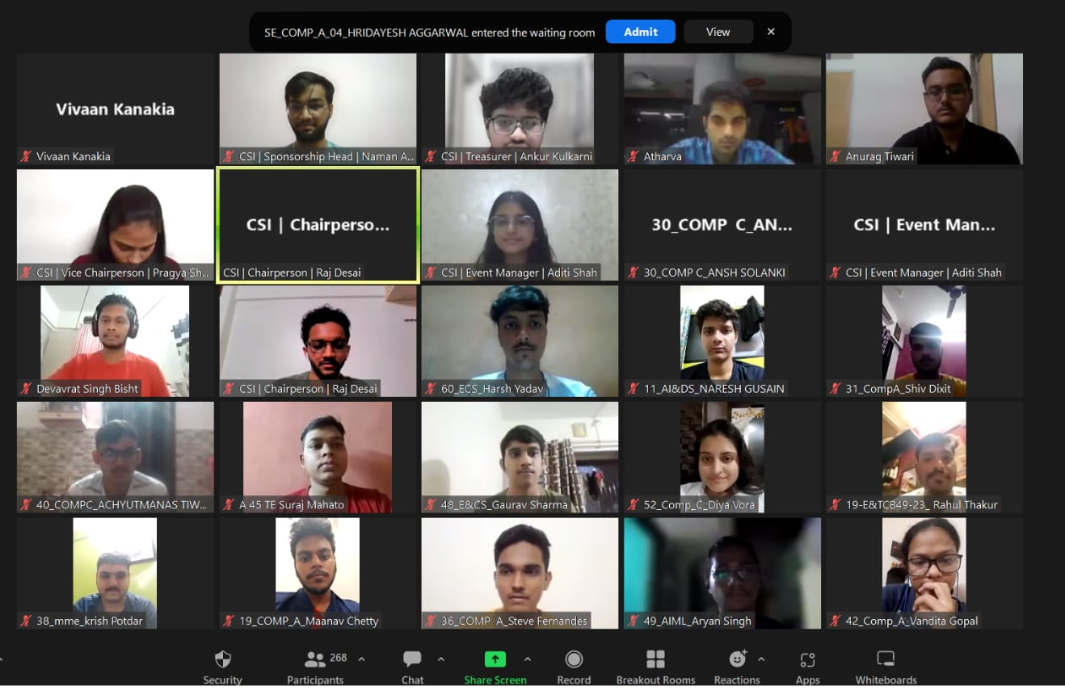 SE_COMP_A_04_HRIDAYESH AGGARWAL entered the waiting room Admit View ×
Vivaan Kanakia
Vivaan Kanakia
CSI | Sponsorship Head | Naman A...
CSI | Treasurer | Ankur Kulkarni
Atharva
Anurag Tiwari
CSI | Chairperso...
30_COMP C_AN...
CSI | Event Man...
CSI | Vice Chairperson | Pragya Sh...
CSI | Chairperson | Raj Desai
CSI | Event Manager | Aditi Shah
30_COMP C_ANSH SOLANKI
CSI | Event Manager | Aditi Shah
Devavrat Singh Bisht
CSI | Chairperson | Raj Desai
60_ECS_Harsh Yadav
11_AI&DS_NARESH GUSAIN
31_CompA_Shiv Dixit
40_COMPC_ACHYUTMANAS TIW...
A 45 TE Suraj Mahato
48_E&CS_Gaurav Sharma
52_Comp_C_Diya Vora
19-E&TCB49-23_ Rahul Thakur
38_mme_krish Potdar
19_COMP_A_Maanav Chetty
36_COMP_A_Steve Fernandes
49_AIML_Aryan Singh
42_Comp_A_Vandita Gopal
268
Security
Participants
Chat
Share Screen
Record
Breakout Rooms
Reactions
Apps
Whiteboards